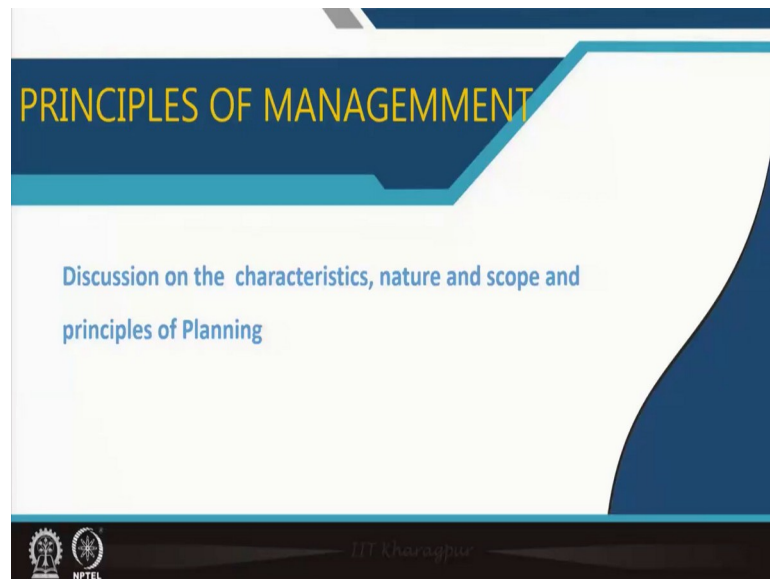 PRINCIPLES OF MANAGEMMENT
Discussion on the characteristics, nature and scope and
principles of Planning
IIT Kharagpur
NPTEL